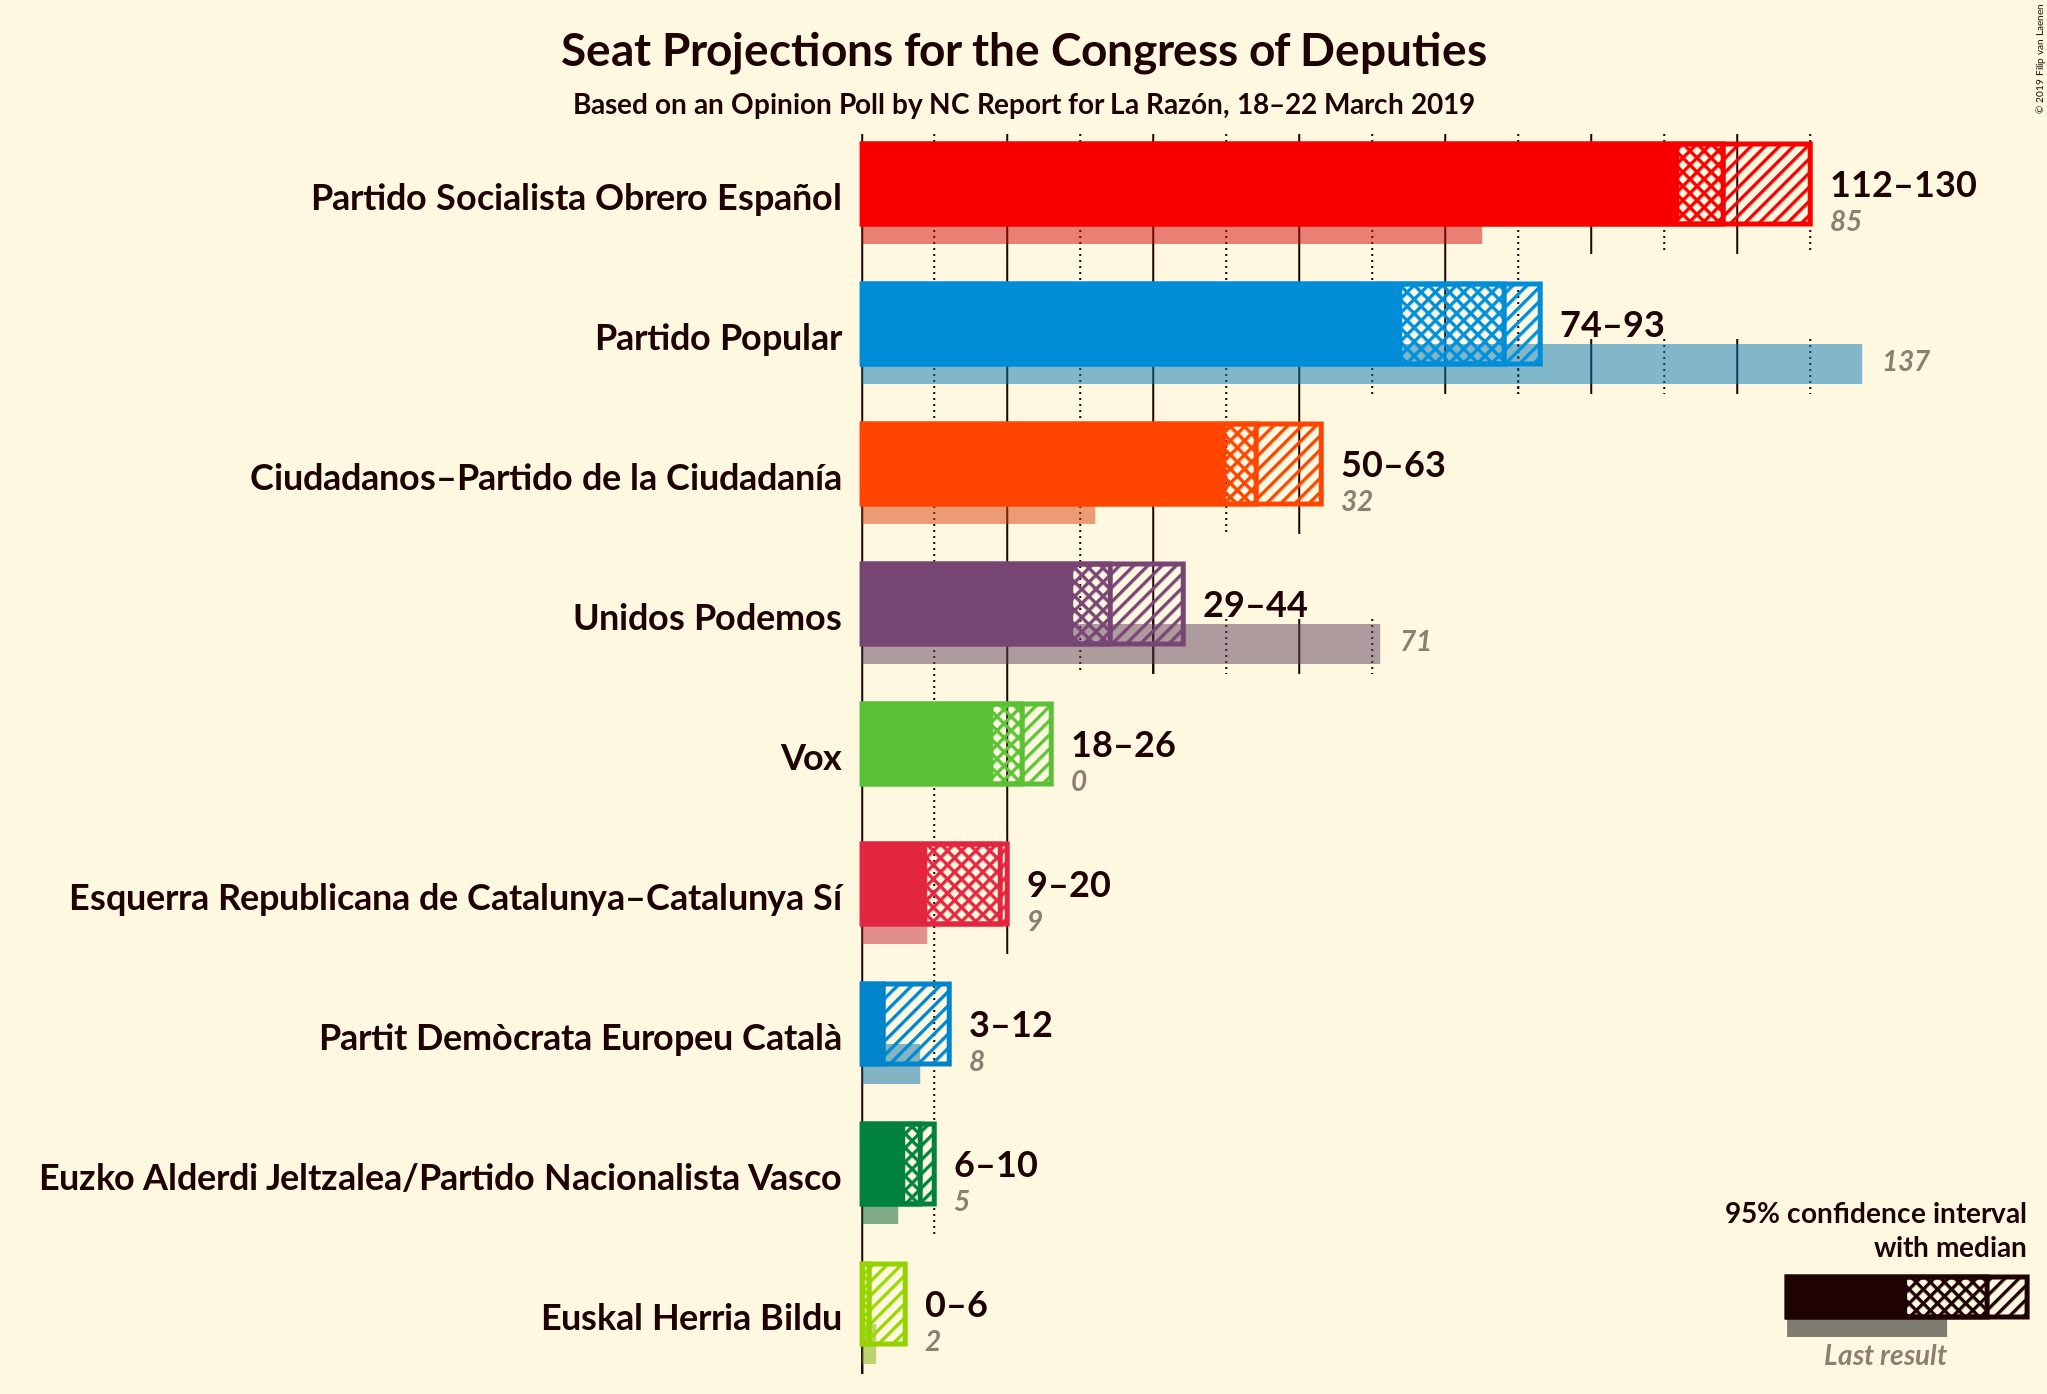 Seat Projections for the Congress of Deputies
Based on an Opinion Poll by NC Report for La Razón, 18–22 March 2019
© 2019 Filip van Laenen
Partido Socialista Obrero Español
112–130
85
Partido Popular
74–93
137
Ciudadanos–Partido de la Ciudadanía
50–63
32
Unidos Podemos
29–44
71
Vox
18–26
0
Esquerra Republicana de Catalunya–Catalunya Sí
9–20
9
Partit Demòcrata Europeu Català
3–12
8
Euzko Alderdi Jeltzalea/Partido Nacionalista Vasco
6–10
5
Euskal Herria Bildu
0–6
2
95% confidence interval
with median
Last result